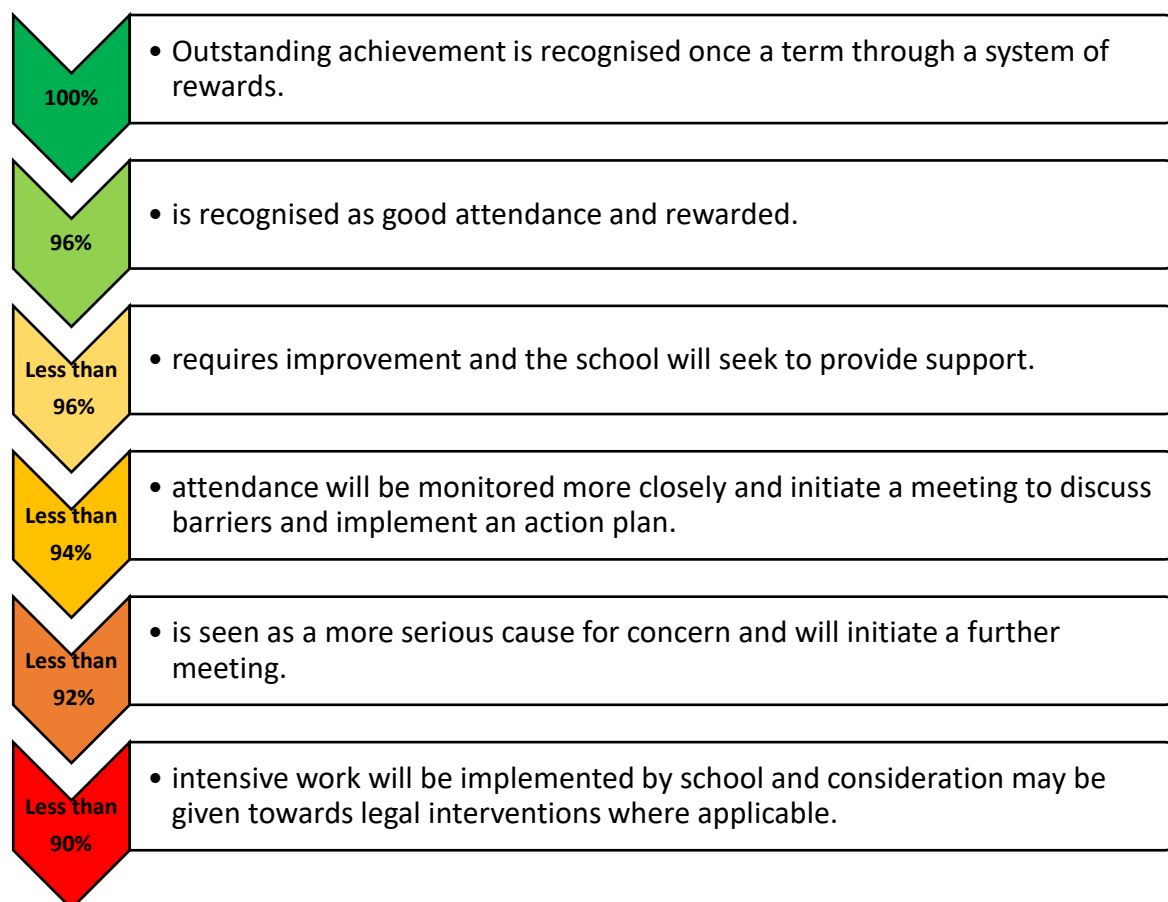 100%
• Outstanding achievement is recognised once a term through a system of
rewards.
96%
• is recognised as good attendance and rewarded.
Less than
96%
• requires improvement and the school will seek to provide support.
Less than
94%
• attendance will be monitored more closely and initiate a meeting to discuss
barriers and implement an action plan.
Less than
92%
• is seen as a more serious cause for concern and will initiate a further
meeting.
Less than
90%
• intensive work will be implemented by school and consideration may be
given towards legal interventions where applicable.